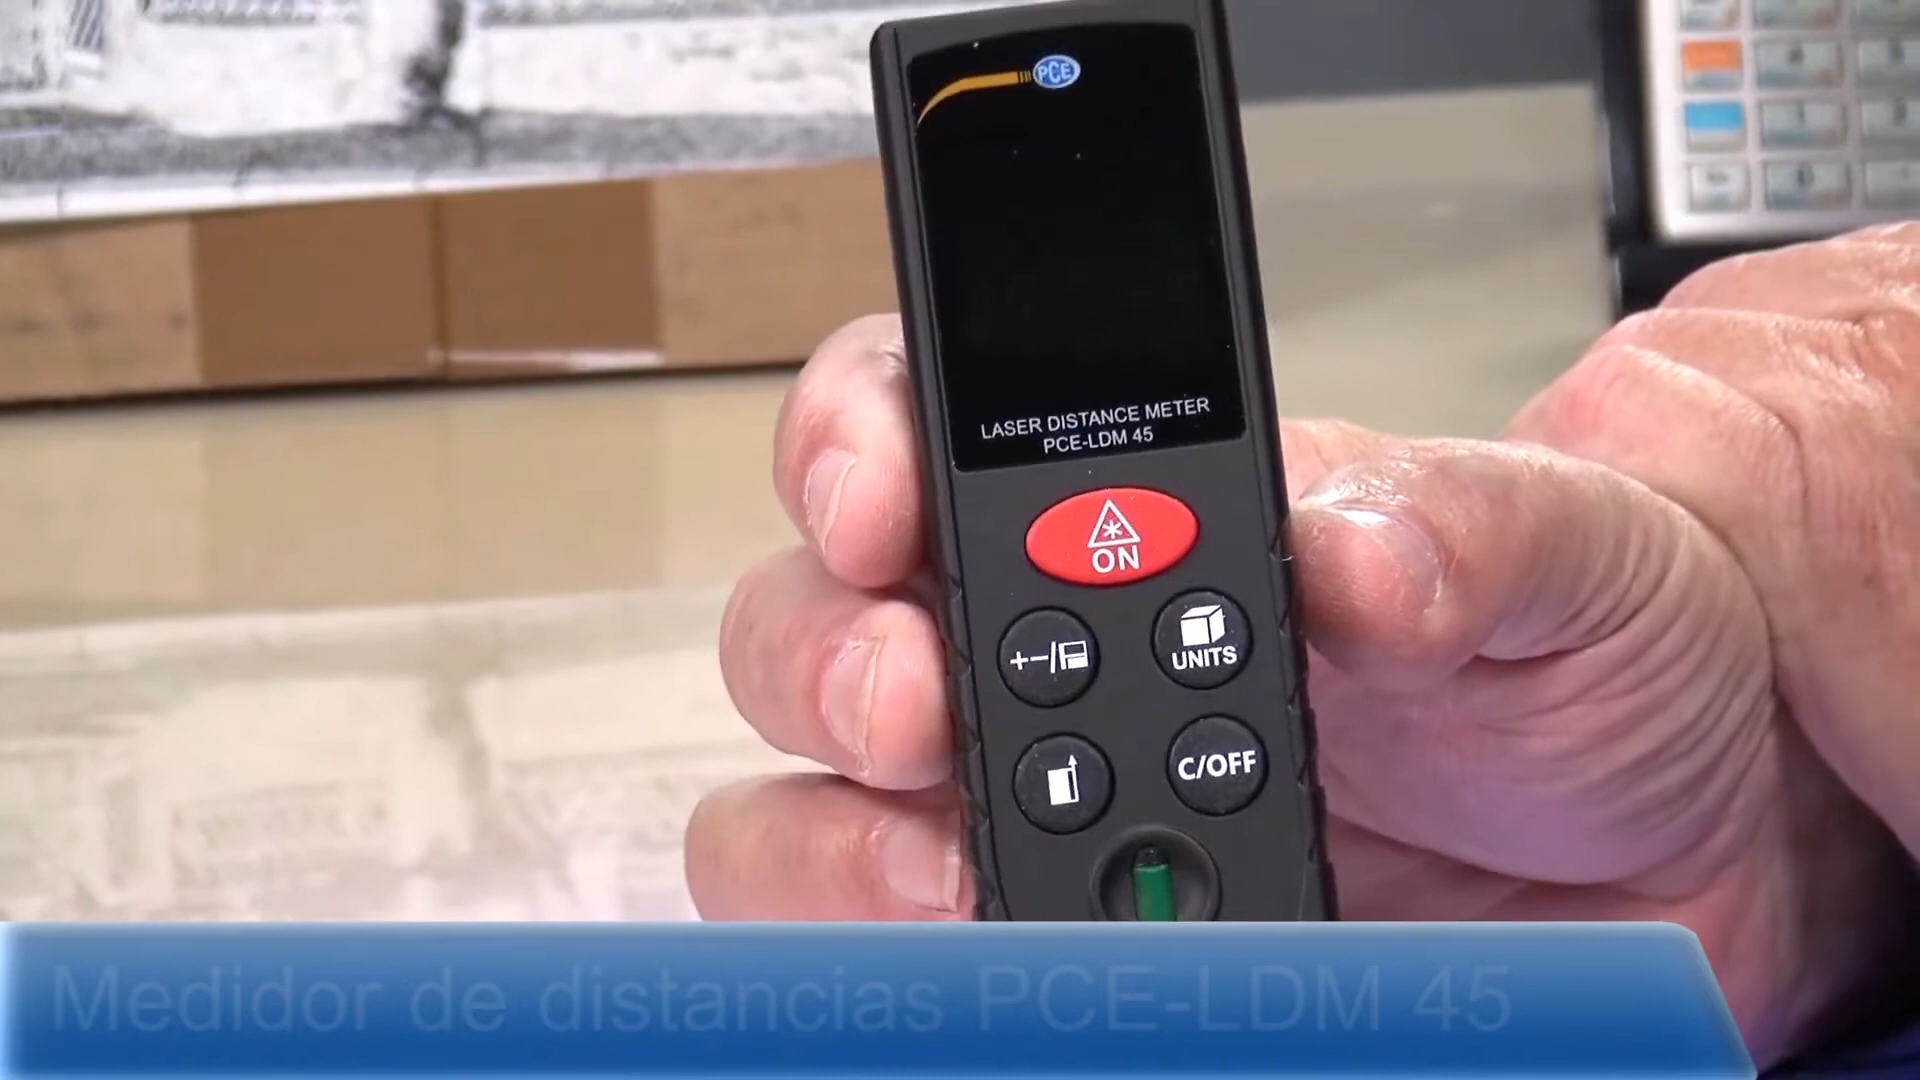 PCE
LASER DISTANCE METER
PCE-LDM 45
ON
+−/
UNITS
C/OFF
Medidor de distancias PCE-LDM 45